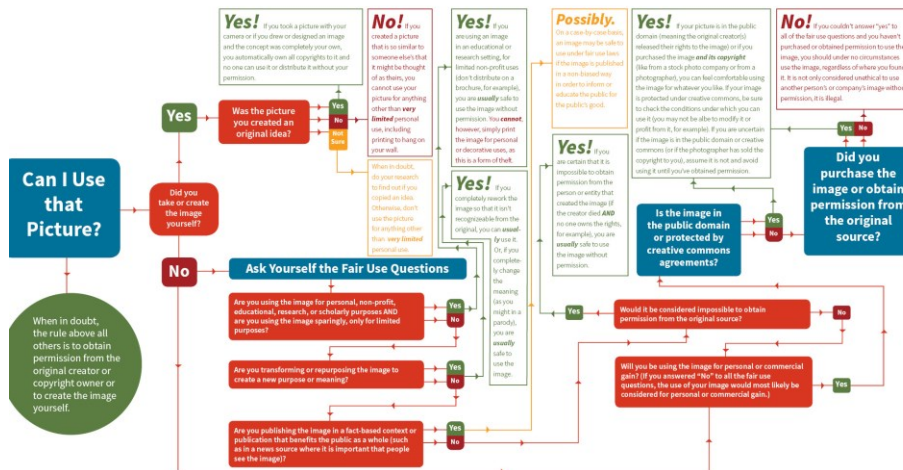 Can I Use
that
Picture?
When in doubt,
the rule above all
others is to obtain
permission from the
original creator or
copyright owner or
to create the image
yourself.
Did you
take or create
the image
yourself?
Yes
No
Was the picture
you created an
original idea?
Yes
No
Not
Sure
Yes! If you took a picture with your
camera or if you drew or designed an
image and the concept was completely your own,
you automatically own all copyrights to it and
no one can use it or distribute it without your
permission.
No! If you
created a picture
that is so similar to
someone else's that
it might be thought
of as theirs, you
cannot use your
picture for anything
other than very
limited personal
use, including
printing to hang on
your wall.
When in doubt,
do your research
to find out if you
copied an idea.
Otherwise, don't
use the picture
for anything other
than very limited
personal use.
Ask Yourself the Fair Use Questions
Are you using the image for personal, non-profit,
educational, research, or scholarly purposes AND
are you using the image sparingly, only for limited
purposes?
Yes
No
Are you transforming or repurposing the image to
create a new purpose or meaning?
Yes
No
Are you publishing the image in a fact-based context or
publication that benefits the public as a whole (such
as in a news source where it is important that people
see the image)?
Yes
No
Yes! If you
are using an image
in an educational or
research setting, for
limited non-profit uses
(don't distribute on a
brochure, for example),
you are usually safe to
use the image without
permission. You cannot,
however, simply print
the image for personal
or decorative uses, as
this is a form of theft.
Yes! If you
completely rework the
image so that it isn't
recognizeable from the
original, you can usual-
ly use it.
Or, if you
complete-
ly change
the
meaning
(as you
might in a
parody),
you are
usually
safe to
use the
image.
Possibly.
On a case-by-case basis,
an image may be safe to
use under fair use laws
if the image is published
in a non-biased way
in order to inform or
educate the public for
the public's good.
Yes! If you
are certain that it is
impossible to obtain
permission from the
person or entity that
created the image (if
the creator died AND
no one owns the rights,
for example), you are
usually safe to use the
image without
permission.
Yes! If your picture is in the public
domain (meaning the original creator(s)
released their rights to the image) or if you
purchased the image and its copyright
(like from a stock photo company or from a
photographer), you can feel comfortable using
the image for whatever you like. If your
image is protected under creative commons, be
sure to check the conditions under which you can
use it (you may not be albe to modify it or
profit from it, for example). If you are uncertain
if the image is in the public domain or creative
commons (or if the photographer has sold the
copyright to you), assume it is not and avoid
using it until you've obtained permission.
No! If you couldn't answer "yes" to
all of the fair use questions and you haven't
purchased or obtained permission to use the
image, you should under no circumstances
use the image, regardless of where you found
it. It is not only considered unethical to use
another person's or company's image without
permission, it is illegal.
Yes
No
Did you
purchase the
image or obtain
permission from
the original
source?
Is the image in
the public domain
or protected by
creative commons
agreements?
Yes
No
Yes
Would it be considered impossible to obtain
permission from the original source?
No
Will you be using the image for personal or commercial
gain? (If you answered "No" to all the fair use
questions, the use of your image would most likely be
considered for personal or commercial gain.)
Yes